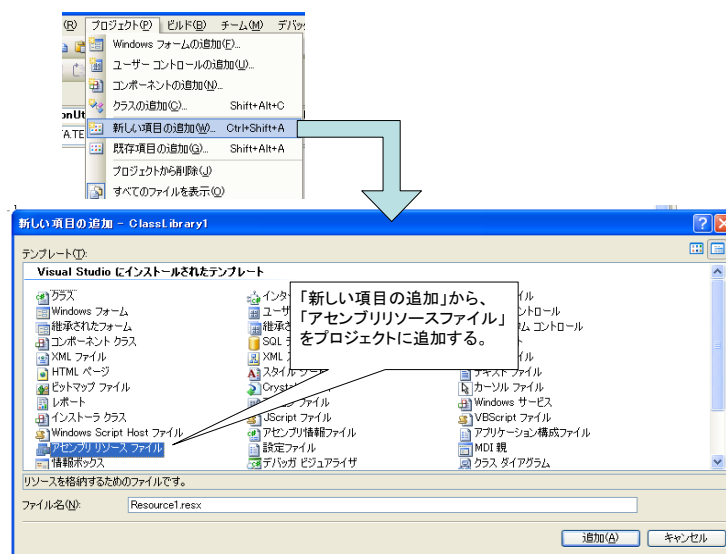 (R) プロジェクト(P) ビルド(B) チーム(M) デバッ
Windows フォームの追加(F)...
ユーザー コントロールの追加(U)...
コンポーネントの追加(N)...
クラスの追加(C)... Shift+Alt+C
新しい項目の追加(W)... Ctrl+Shift+A
既存項目の追加(G)... Shift+Alt+A
プロジェクトから削除(J)
すべてのファイルを表示(O)
onUt
A.TE
新しい項目の追加 - ClassLibrary1
テンプレート(T):
Visual Studio にインストールされたテンプレート
「新しい項目の追加」から、
「アセンブリリソースファイル」
をプロジェクトに追加する。
クラス
Windows フォーム
継承されたフォーム
コンポーネント クラス
XML ファイル
HTML ページ
ビットマップ ファイル
レポート
インストーラ クラス
Windows Script Host ファイル
アセンブリ リソース ファイル
情報ボックス
インター
ユーザ
継承さ
SQL
XML
スタイル シート
Crystal
ファイル
JScript ファイル
アセンブリ情報ファイル
設定ファイル
デバッガ ビジュアライザ
イル
ントロール
ム コントロール
ト
イル
テキスト ファイル
カーソル ファイル
Windows サービス
VBScript ファイル
アプリケーション構成ファイル
MDI 親
クラス ダイアグラム
リソースを格納するためのファイルです。
ファイル名(N): Resource1.resx
追加(A) キャンセル